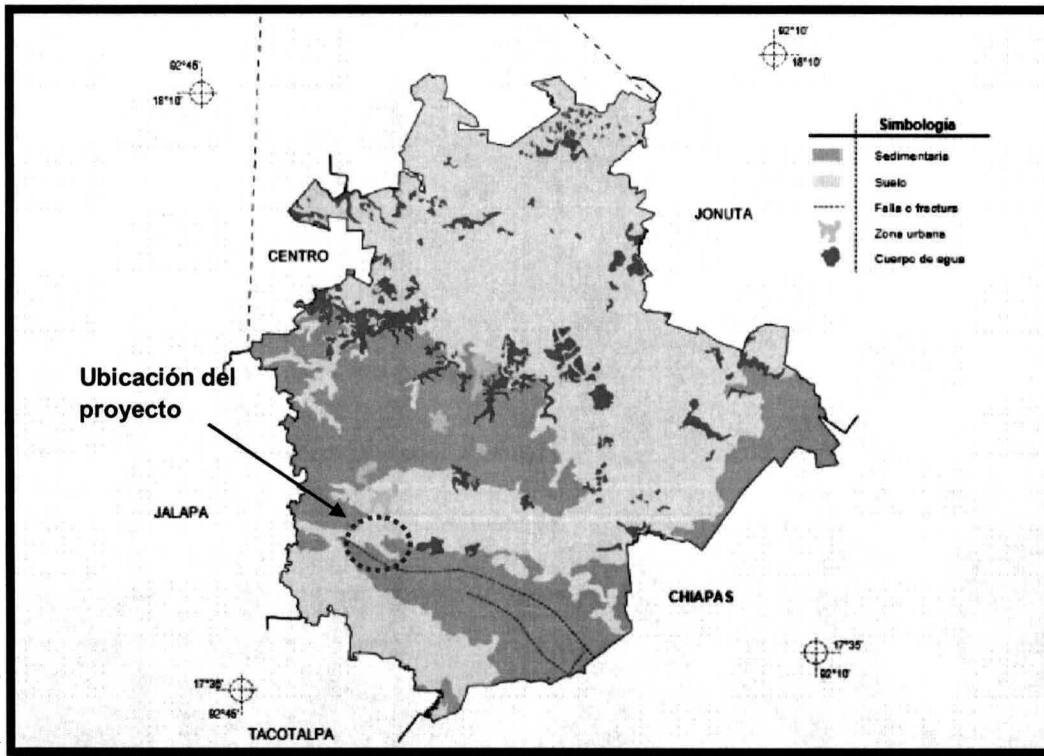 92°45'
18°10'
92°10'
18°10'
Simbología
Sedimentaria
Suelo
Falla o fractura
Zona urbana
Cuerpo de agua
JONUTA
CENTRO
Ubicación del
proyecto
JALAPA
CHIAPAS
17°35'
92°10'
17°35'
92°45'
TACOTALPA